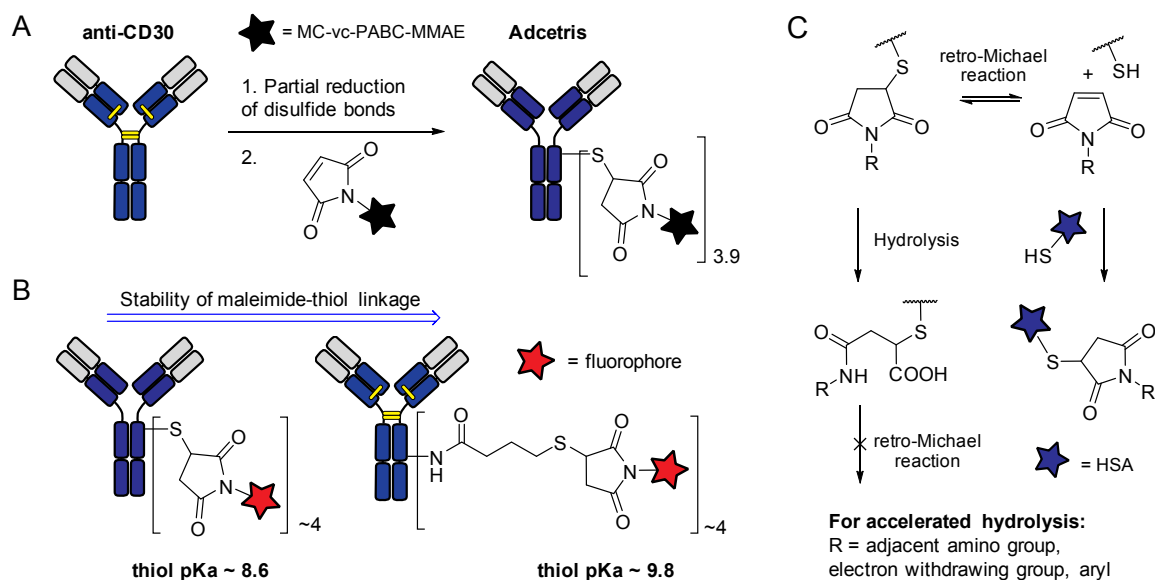 A
anti-CD30
= MC-vc-PABC-MMAE
Adcetris
1. Partial reduction
of disulfide bonds
2.
O
N
O
S
O
N
O
3.9
B
Stability of maleimide-thiol linkage
= fluorophore
S
O
N
O
~4
thiol pKa ~ 8.6
N
H
O
S
O
N
O
~4
thiol pKa ~ 9.8
C
S
O
N
O
R
retro-Michael
reaction
+
SH
O
N
O
R
Hydrolysis
HS
O
S
NH
R
COOH
S
O
N
R
O
retro-Michael
reaction
= HSA
For accelerated hydrolysis:
R = adjacent amino group,
electron withdrawing group, aryl